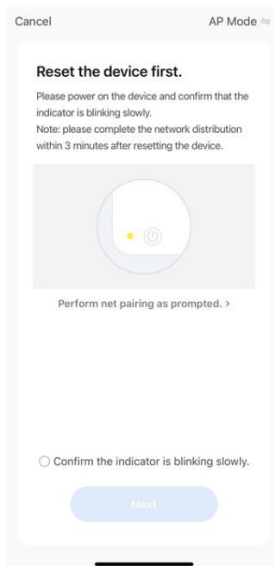 Cancel AP Mode
Reset the device first.
Please power on the device and confirm that the
indicator is blinking slowly.
Note: please complete the network distribution
within 3 minutes after resetting the device.
Perform net pairing as prompted. >
Confirm the indicator is blinking slowly.
Next